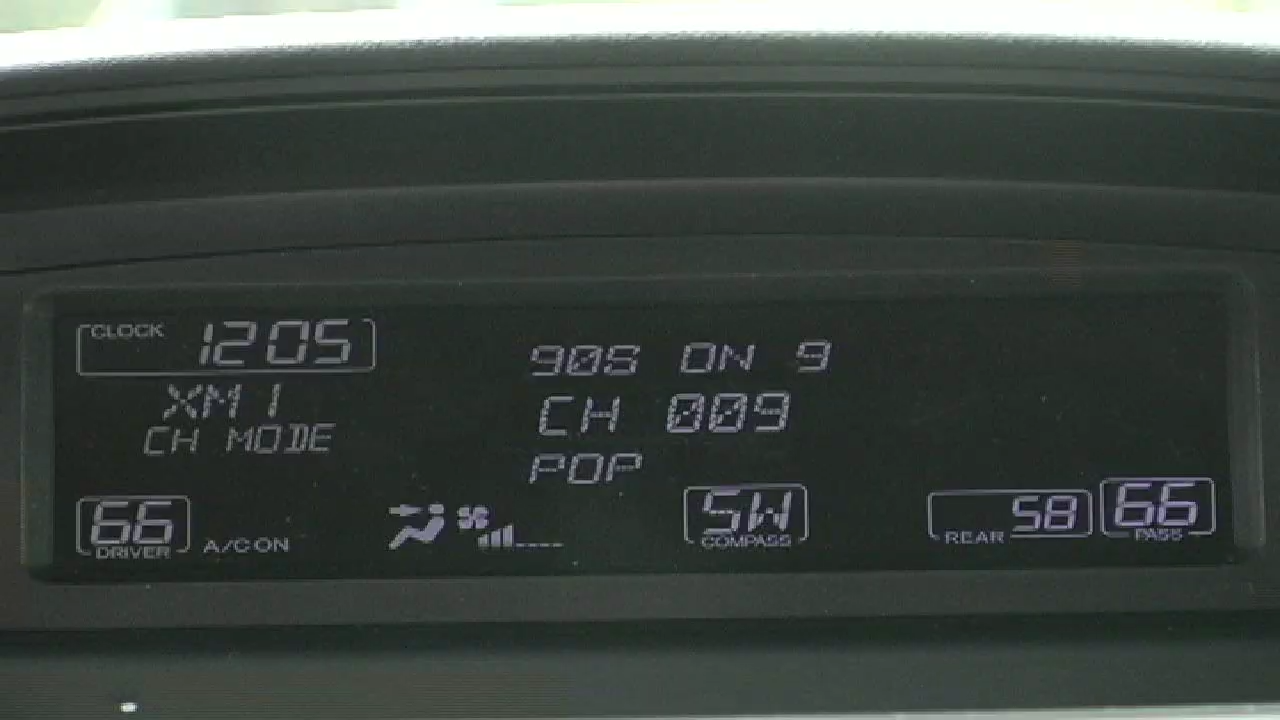 CLOCK 1205
XM 1
CH MODE
90S ON 9
CH 009
POP
66 DRIVER
A/C ON
SW COMPASS
REAR 58
66 PASS